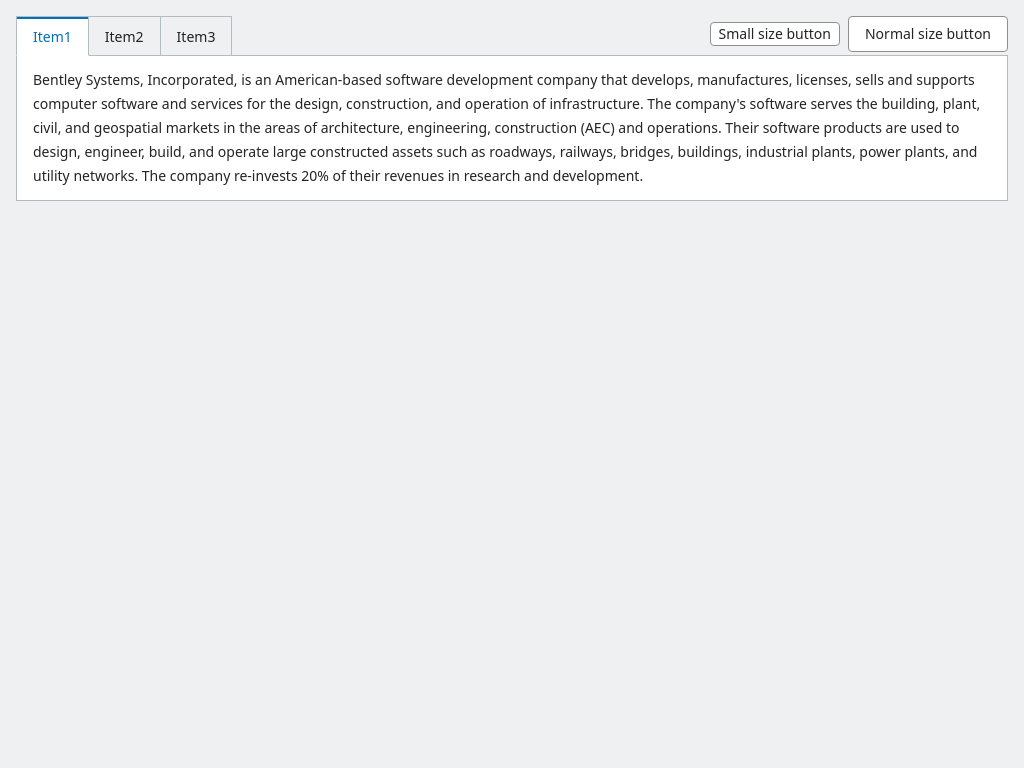 Item1 Item2 Item3 Small size button Normal size button
Bentley Systems, Incorporated, is an American-based software development company that develops, manufactures, licenses, sells and supports
computer software and services for the design, construction, and operation of infrastructure. The company's software serves the building, plant,
civil, and geospatial markets in the areas of architecture, engineering, construction (AEC) and operations. Their software products are used to
design, engineer, build, and operate large constructed assets such as roadways, railways, bridges, buildings, industrial plants, power plants, and
utility networks. The company re-invests 20% of their revenues in research and development.